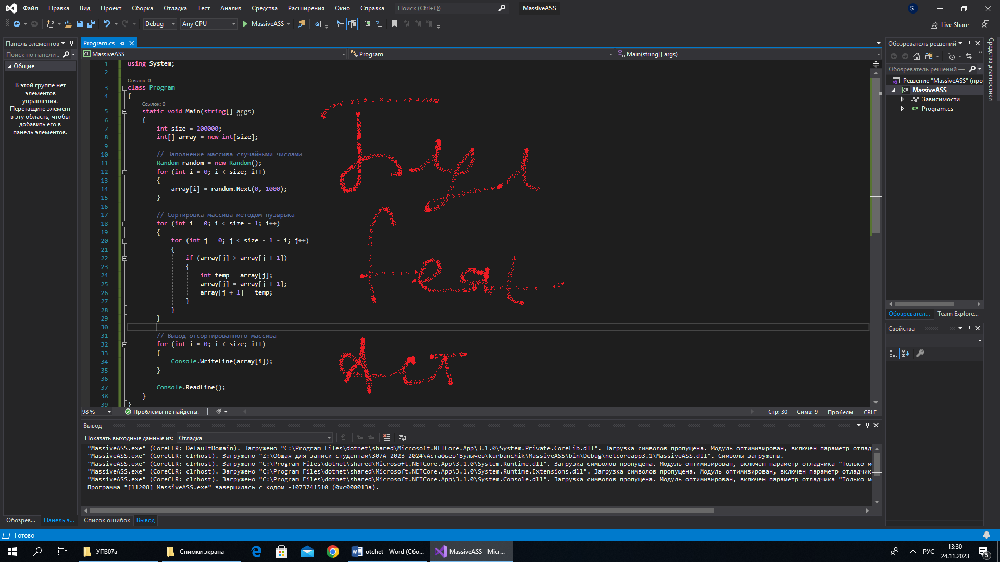 Файл Правка Вид Проект Сборка Отладка Тест Анализ Средства Расширения Окно Справка Поиск (Ctrl+Q) MassiveASS SI
Debug Any CPU MassiveASS Live Share
Панель элементов
Поиск по панели э
Общие
В этой группе нет
элементов
управления.
Перетащите элемент
в эту область, чтобы
добавить его в
панель элементов.
Program.cs
MassiveASS Program Main(string[] args)
1 using System;
2
Ссылок: 0
3 class Program
4 {
Ссылок: 0
5 static void Main(string[] args)
6 {
7 int size = 200000;
8 int[] array = new int[size];
9
10 // Заполнение массива случайными числами
11 Random random = new Random();
12 for (int i = 0; i < size; i++)
13 {
14 array[i] = random.Next(0, 1000);
15 }
16
17 // Сортировка массива методом пузырька
18 for (int i = 0; i < size - 1; i++)
19 {
20 for (int j = 0; j < size - 1 - i; j++)
21 {
22 if (array[j] > array[j + 1])
23 {
24 int temp = array[j];
25 array[j] = array[j + 1];
26 array[j + 1] = temp;
27 }
28 }
29 }
30
31 // Вывод отсортированного массива
32 for (int i = 0; i < size; i++)
33 {
34 Console.WriteLine(array[i]);
35 }
36
37 Console.ReadLine();
38 }
39 }
feat
98 % Проблемы не найдены. Стр: 30 Симв: 9 Пробелы CRLF
Вывод
Показать выходные данные из: Отладка
"MassiveASS.exe" (CoreCLR: DefaultDomain). Загружено "C:\Program Files\dotnet\shared\Microsoft.NETCore.App\3.1.0\System.Private.CoreLib.dll". Загрузка символов пропущена. Модуль оптимизирован, включен параметр отлад
"MassiveASS.exe" (CoreCLR: clrhost). Загружено "Z:\Общая для записи студентам\307А 2023-2024\Астафьев'Булычев\kurbanchik\MassiveASS\bin\Debug\netcoreapp3.1\MassiveASS.dll". Символы загружены.
"MassiveASS.exe" (CoreCLR: clrhost). Загружено "C:\Program Files\dotnet\shared\Microsoft.NETCore.App\3.1.0\System.Runtime.dll". Загрузка символов пропущена. Модуль оптимизирован, включен параметр отладчика "Только м
"MassiveASS.exe" (CoreCLR: clrhost). Загружено "C:\Program Files\dotnet\shared\Microsoft.NETCore.App\3.1.0\System.Runtime.Extensions.dll". Загрузка символов пропущена. Модуль оптимизирован, включен параметр отладчик
"MassiveASS.exe" (CoreCLR: clrhost). Загружено "C:\Program Files\dotnet\shared\Microsoft.NETCore.App\3.1.0\System.Console.dll". Загрузка символов пропущена. Модуль оптимизирован, включен параметр отладчика "Только м
Программа "[11208] MassiveASS.exe" завершилась с кодом -1073741510 (0xc000013a).
Обозрев... Панель э... Список ошибок Вывод
Обозреватель решений
Обозреватель решений —
Решение "MassiveASS" (про
MassiveASS
Зависимости
Program.cs
Обозревател... Team Explore...
Свойства
Средства диагностики
Готово
УП307а Снимки экрана otchet - Word (Сбо... MassiveASS - Micr... РУС 13:30
24.11.2023 5